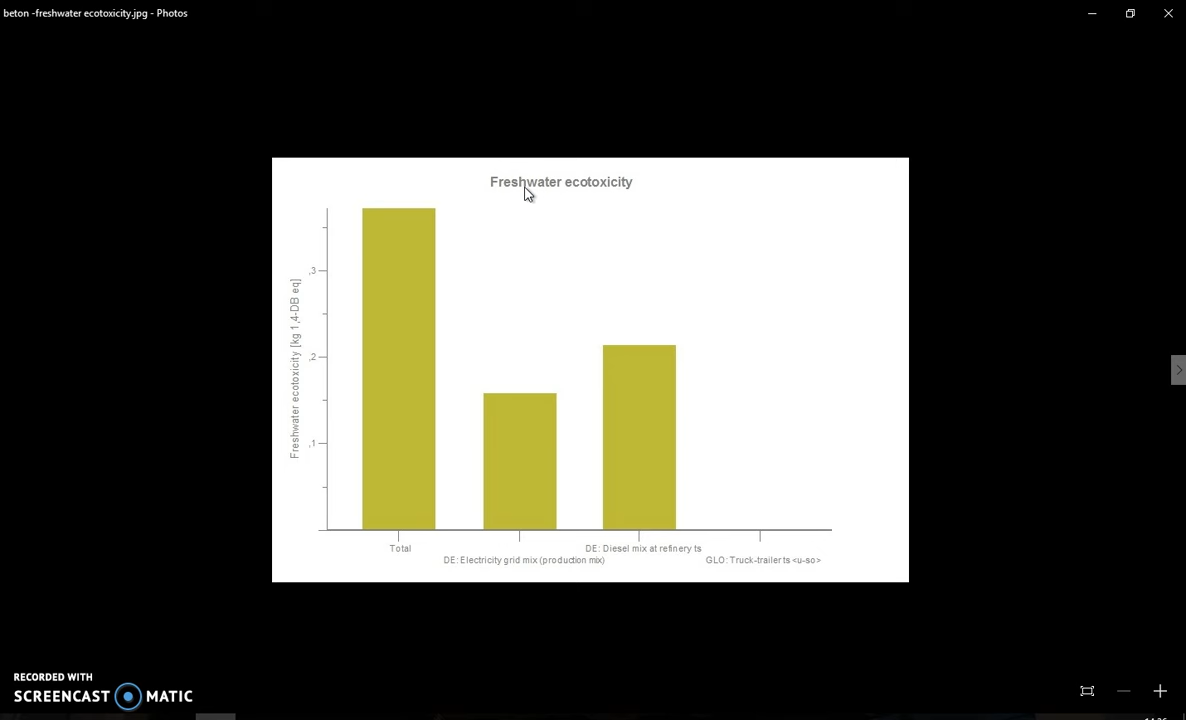 beton -freshwater ecotoxicity.jpg - Photos
Freshwater ecotoxicity
Freshwater ecotoxicity [kg 1,4-DB eq]
,3
,2
,1
Total
DE: Electricity grid mix (production mix)
DE: Diesel mix at refinery ts
GLO: Truck-trailer ts <u-so>
RECORDED WITH
SCREENCAST MATIC